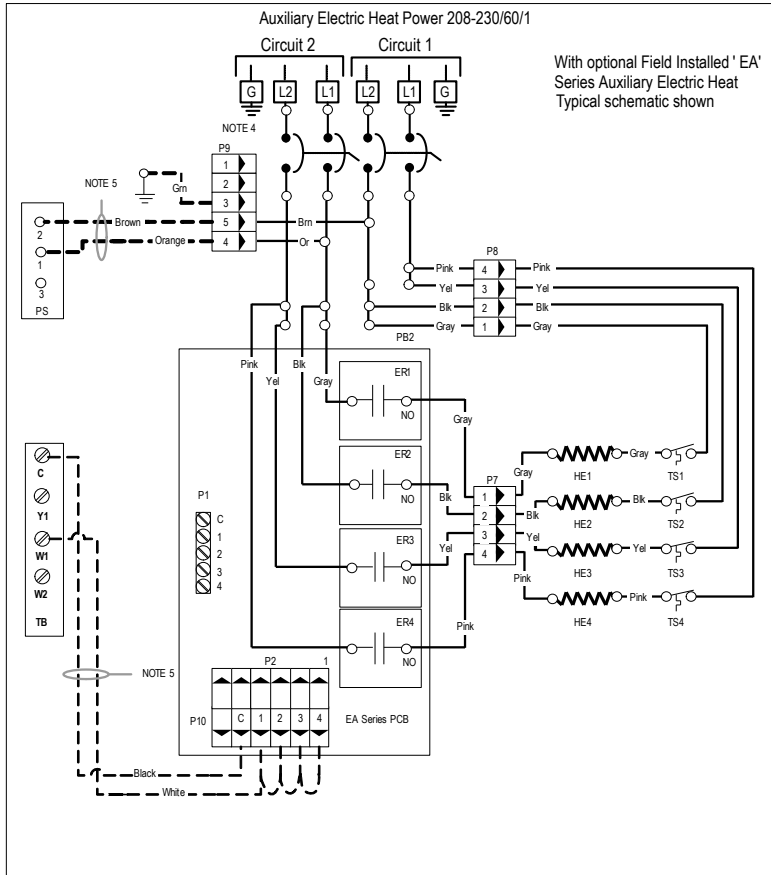 Auxiliary Electric Heat Power 208-230/60/1
Circuit 2
Circuit 1
With optional Field Installed ' EA'
Series Auxiliary Electric Heat
Typical schematic shown
G
L2
L1
L2
L1
G
NOTE 4
P9
1
2
3
5
4
Grn
NOTE 5
Brown
Orange
Brn
Or
2
1
3
PS
P8
Pink
4
Pink
Yel
3
Yel
Blk
2
Blk
Gray
1
Gray
PB2
Pink
Yel
Blk
Gray
ER1
NO
ER2
NO
ER3
NO
ER4
NO
Gray
Blk
Yel
Pink
P7
1
2
3
4
Gray
Blk
Yel
Pink
HE1
Gray
TS1
HE2
Blk
TS2
HE3
Yel
TS3
HE4
Pink
TS4
P1
C
1
2
3
4
C
Y1
W1
W2
TB
NOTE 5
P2
1
P10
C
1
2
3
4
EA Series PCB
Black
White